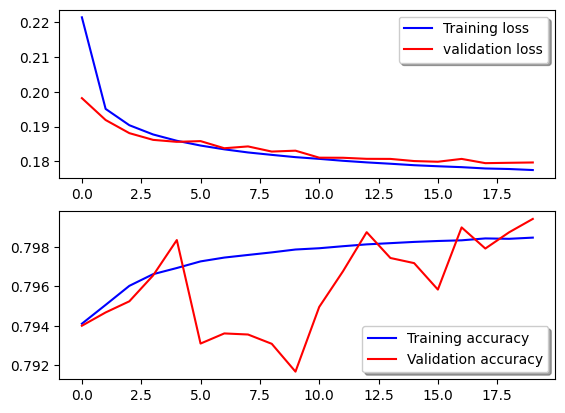 0.22
0.21
0.20
0.19
0.18
Training loss
validation loss
0.0 2.5 5.0 7.5 10.0 12.5 15.0 17.5
0.798
0.796
0.794
0.792
Training accuracy
Validation accuracy
0.0 2.5 5.0 7.5 10.0 12.5 15.0 17.5